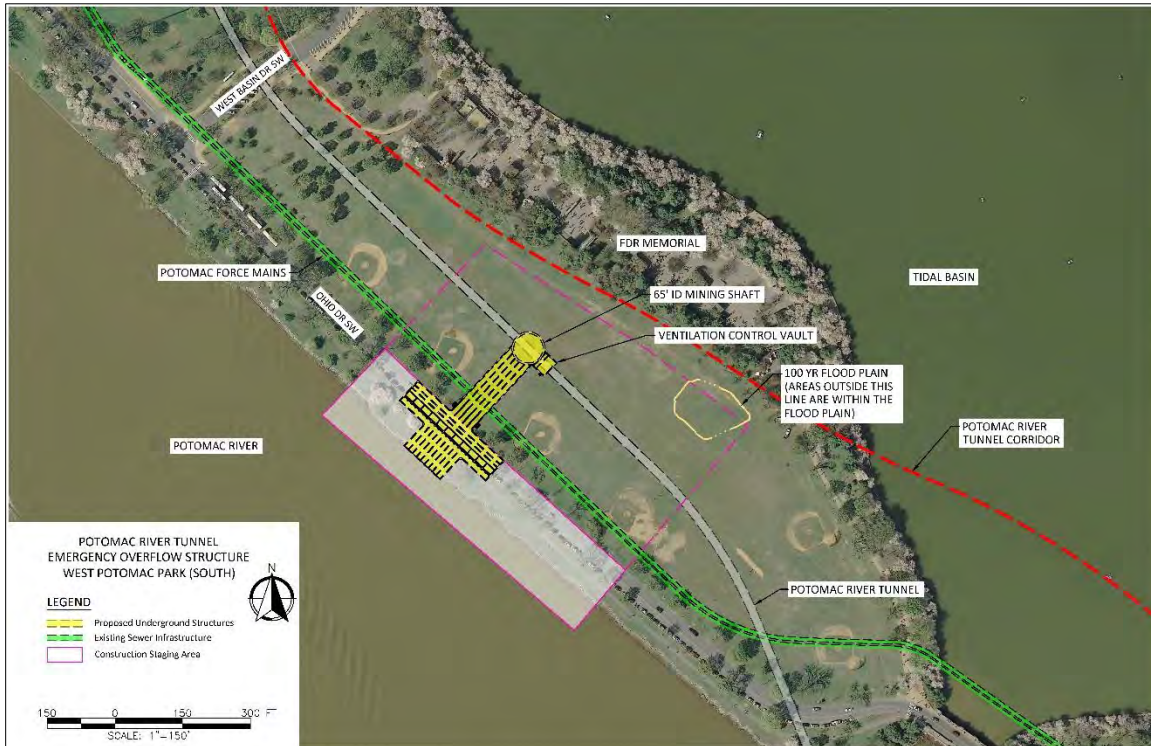 WEST BASIN DR SW
FDR MEMORIAL
TIDAL BASIN
POTOMAC FORCE MAINS
65' ID MINING SHAFT
OHIO DR SW
VENTILATION CONTROL VAULT
100 YR FLOOD PLAIN
(AREAS OUTSIDE THIS
LINE ARE WITHIN THE
FLOOD PLAIN)
POTOMAC RIVER
POTOMAC RIVER
TUNNEL CORRIDOR
POTOMAC RIVER TUNNEL
POTOMAC RIVER TUNNEL
EMERGENCY OVERFLOW STRUCTURE
WEST POTOMAC PARK (SOUTH)
N
LEGEND
Proposed Underground Structures
Existing Sewer Infrastructure
Construction Staging Area
150 0 150 300 FT
SCALE: 1"=150'